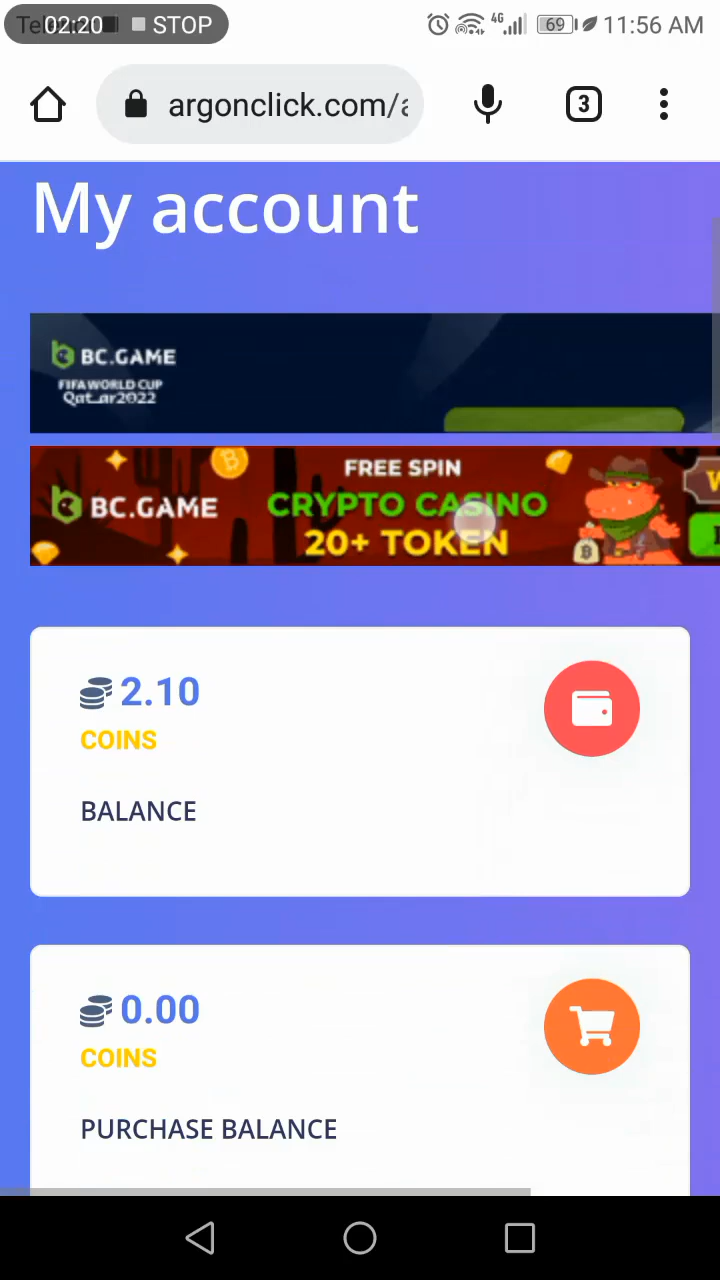 02:20 STOP 4G 69 11:56 AM
argonclick.com/a
3
My account
BC.GAME
FIFA WORLD CUP
Qatar2022
FREE SPIN
BC.GAME CRYPTO CASINO
20+ TOKEN
2.10
COINS
BALANCE
0.00
COINS
PURCHASE BALANCE